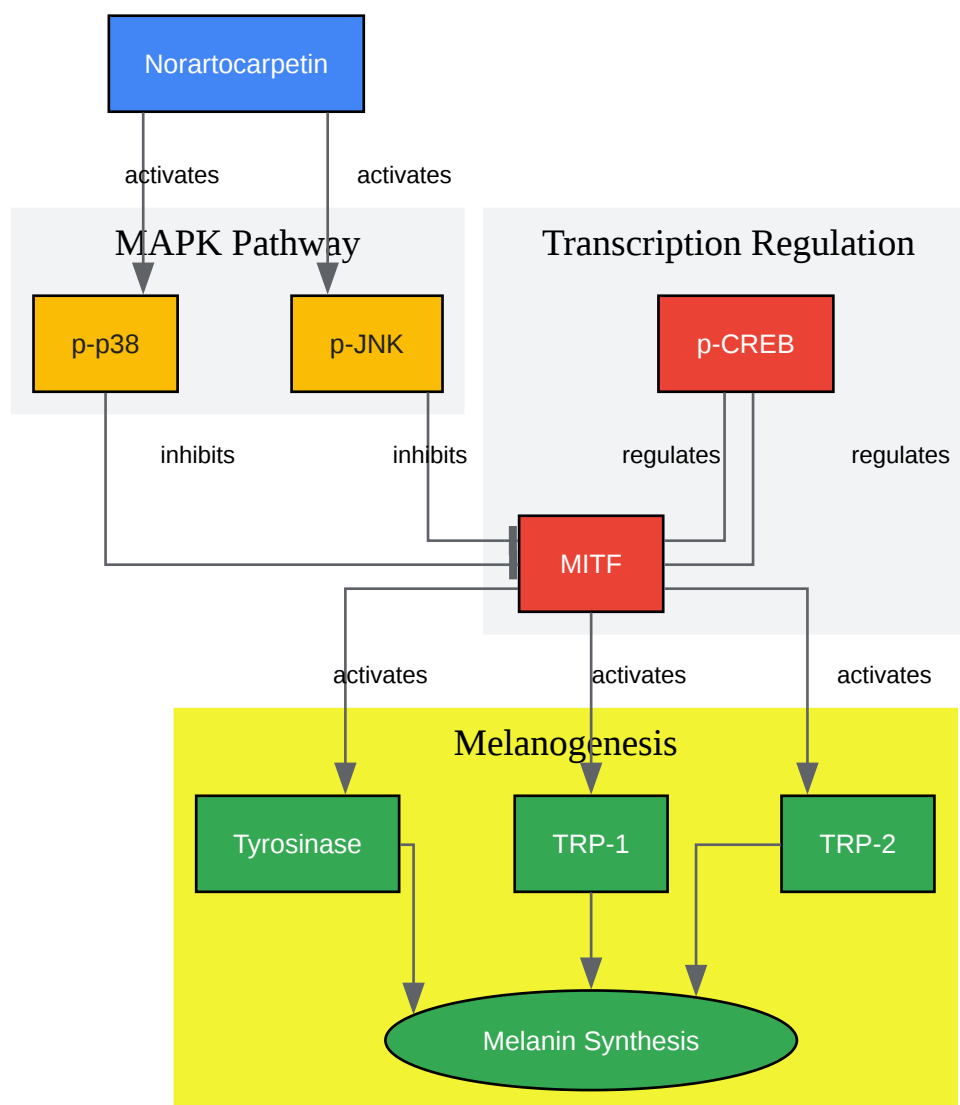 Norartocarpetin
activates
activates
MAPK Pathway
Transcription Regulation
p-p38
p-JNK
p-CREB
inhibits
inhibits
regulates
regulates
MITF
activates
activates
activates
Melanogenesis
Tyrosinase
TRP-1
TRP-2
Melanin Synthesis